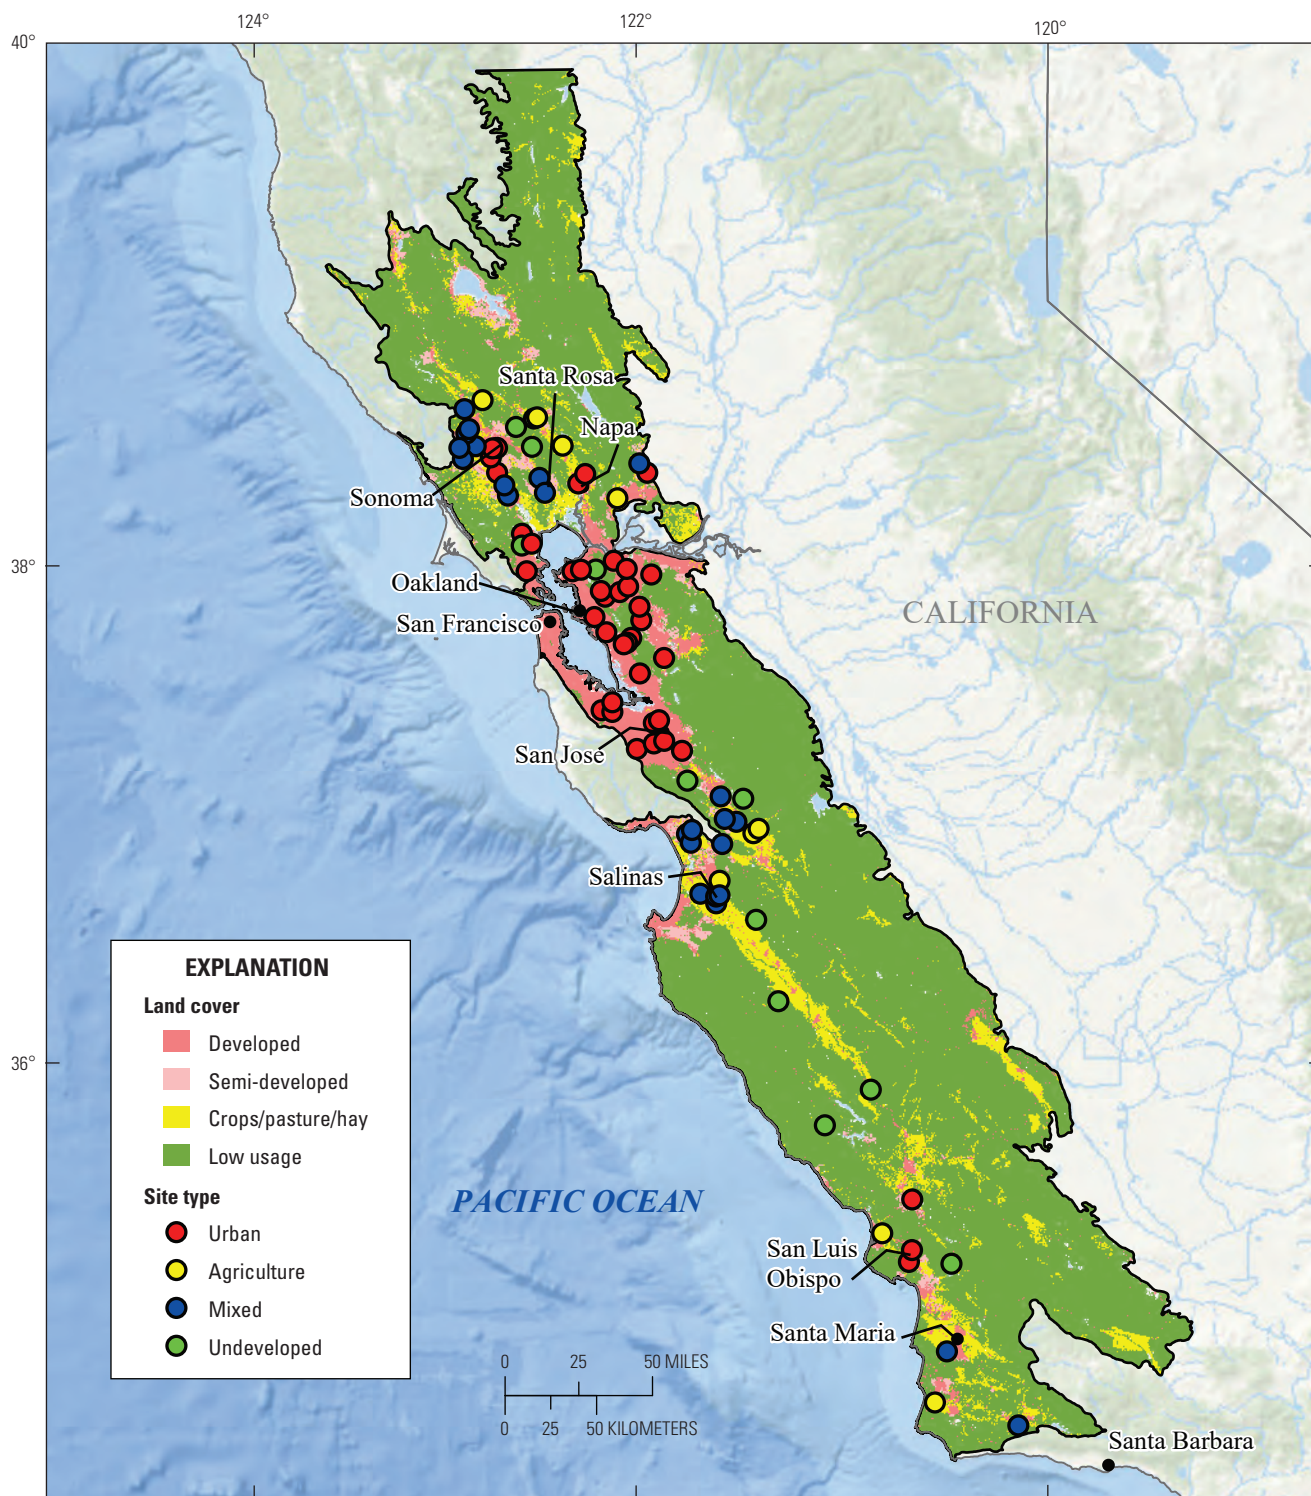 124°
122°
120°
40°
Santa Rosa
Napa
Sonoma
38°
Oakland
CALIFORNIA
San Francisco
San Jose
Salinas
EXPLANATION
Land cover
Developed
Semi-developed
Crops/pasture/hay
Low usage
Site type
Urban
Agriculture
Mixed
Undeveloped
36°
PACIFIC OCEAN
San Luis
Obispo
Santa Maria
0 25 50 MILES
0 25 50 KILOMETERS
Santa Barbara